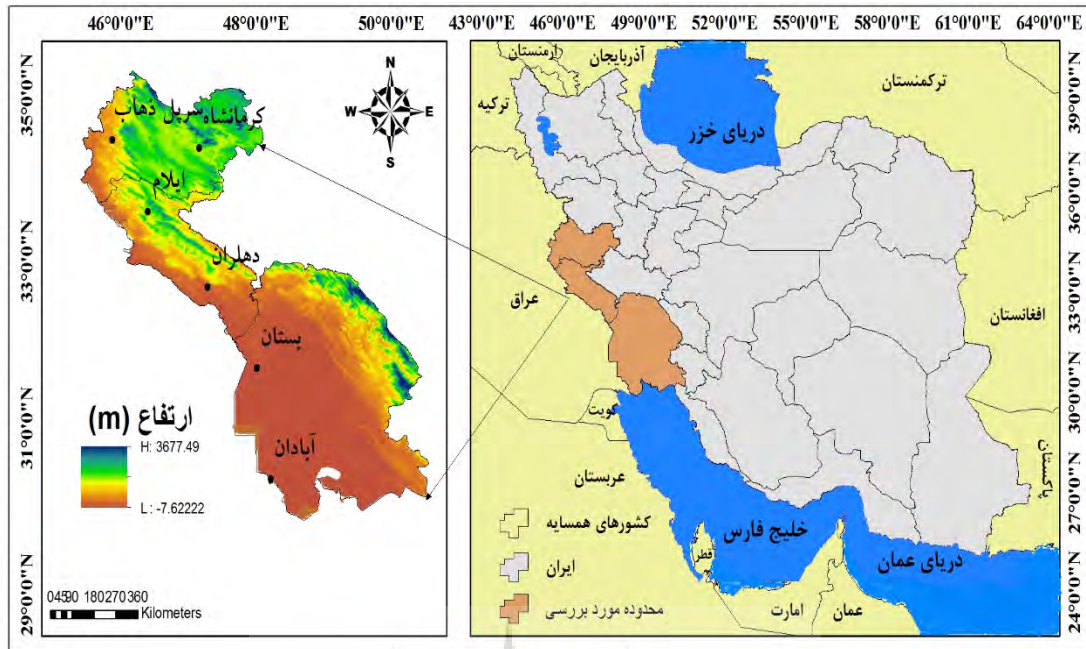 46°0'0"E 48°0'0"E 50°0'0"E
35°0'0"N
33°0'0"N
31°0'0"N
29°0'0"N
N
W E
S
سرپل ذهاب
کرمانشاه
ایلام
دهلران
بستان
آبادان
ارتفاع (m)
H: 3677.49
L : -7.62222
04590 180270360
Kilometers
43°0'0"E 46°0'0"E 49°0'0"E 52°0'0"E 55°0'0"E 58°0'0"E 61°0'0"E 64°0'0"E
39°0'0"N
36°0'0"N
33°0'0"N
30°0'0"N
27°0'0"N
24°0'0"N
ارمنستان
آذربایجان
ترکمنستان
ترکیه
دریای خزر
عراق
افغانستان
کویت
پاکستان
عربستان
خلیج فارس
قطر
دریای عمان
امارت
عمان
کشورهای همسایه
ایران
محدوده مورد بررسی